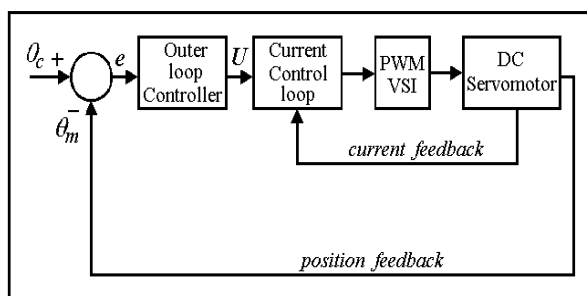 θc +
e
Outer
loop
Controller
U
Current
Control
loop
PWM
VSI
DC
Servomotor
−
θm
current feedback
position feedback